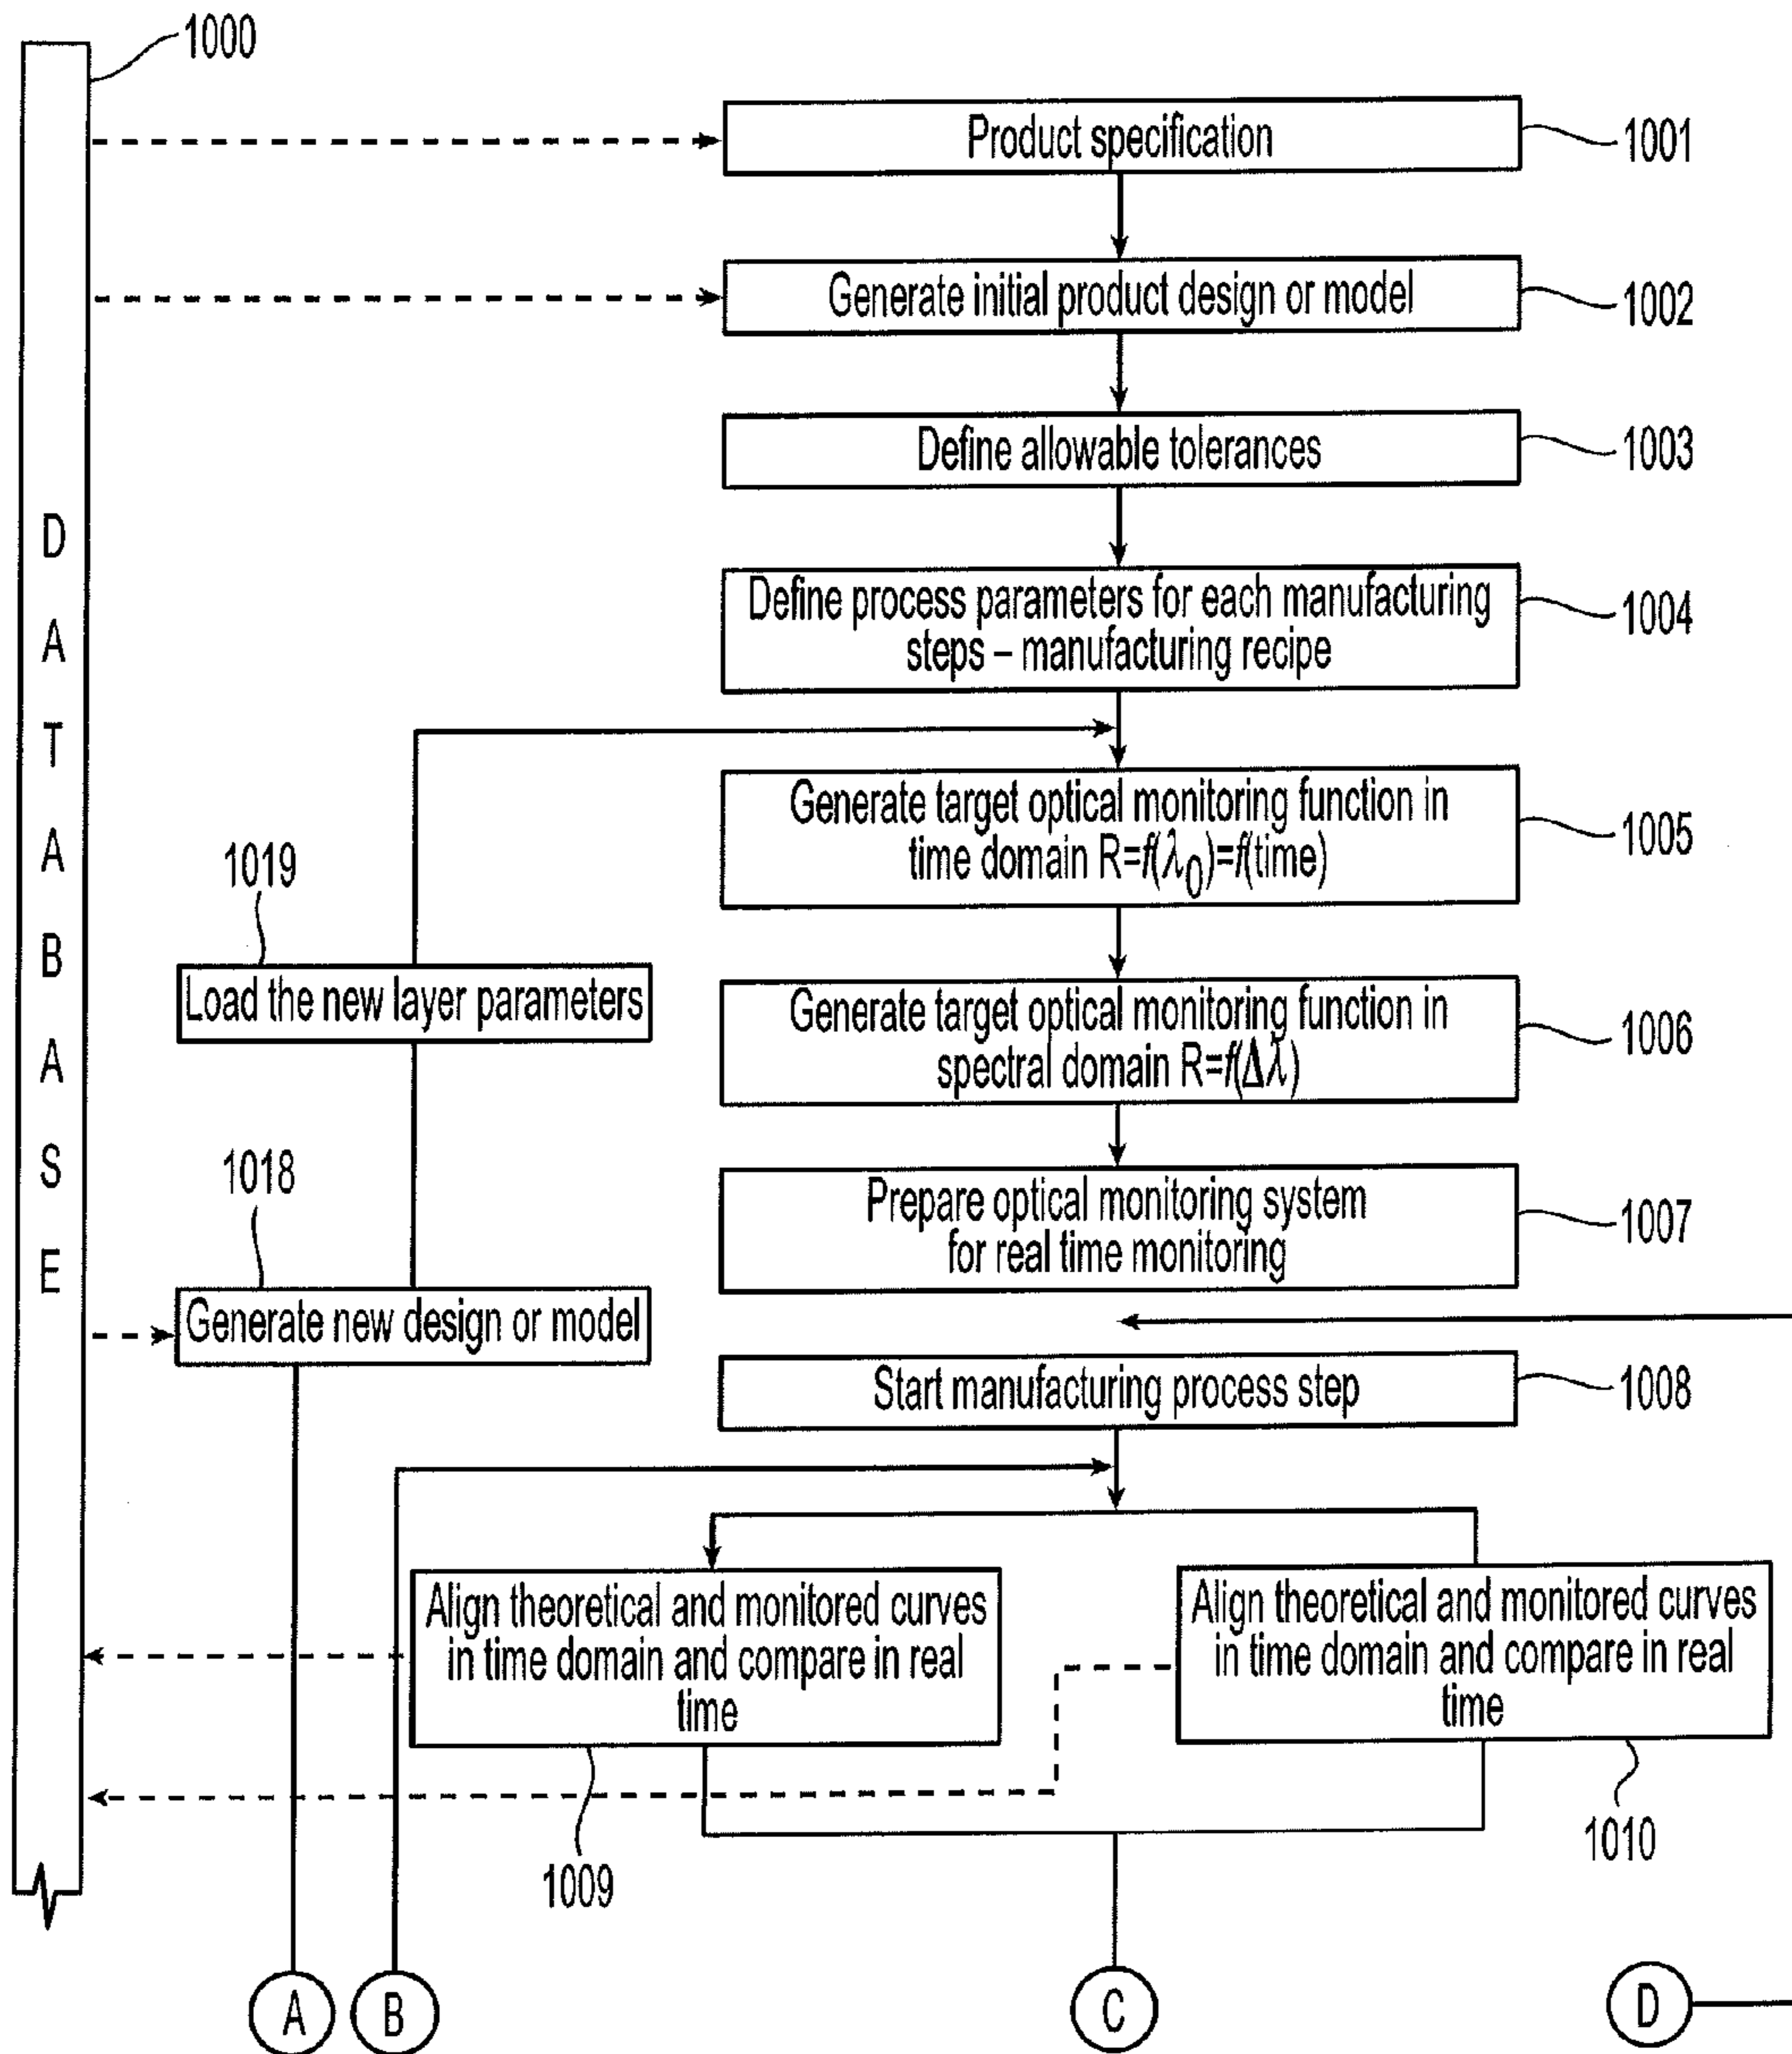 1000
DATABASE
Product specification
1001
Generate initial product design or model
1002
Define allowable tolerances
1003
Define process parameters for each manufacturing
steps – manufacturing recipe
1004
Generate target optical monitoring function in
time domain R=f(λ0)=f(time)
1005
1019
Load the new layer parameters
Generate target optical monitoring function in
spectral domain R=f(Δλ)
1006
1018
Generate new design or model
Prepare optical monitoring system
for real time monitoring
1007
Start manufacturing process step
1008
Align theoretical and monitored curves
in time domain and compare in real
time
1009
Align theoretical and monitored curves
in time domain and compare in real
time
1010
A
B
C
D